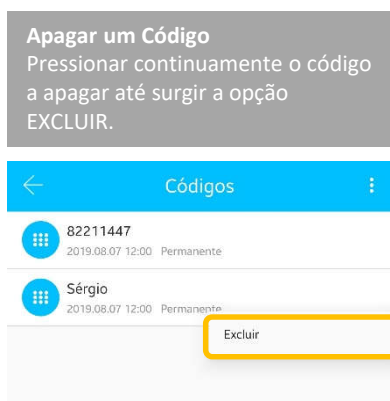 Apagar um Código
Pressionar continuamente o código
a apagar até surgir a opção
EXCLUIR.
Códigos
82211447
2019.08.07 12:00 Permanente
Sérgio
2019.08.07 12:00 Permanente
Excluir